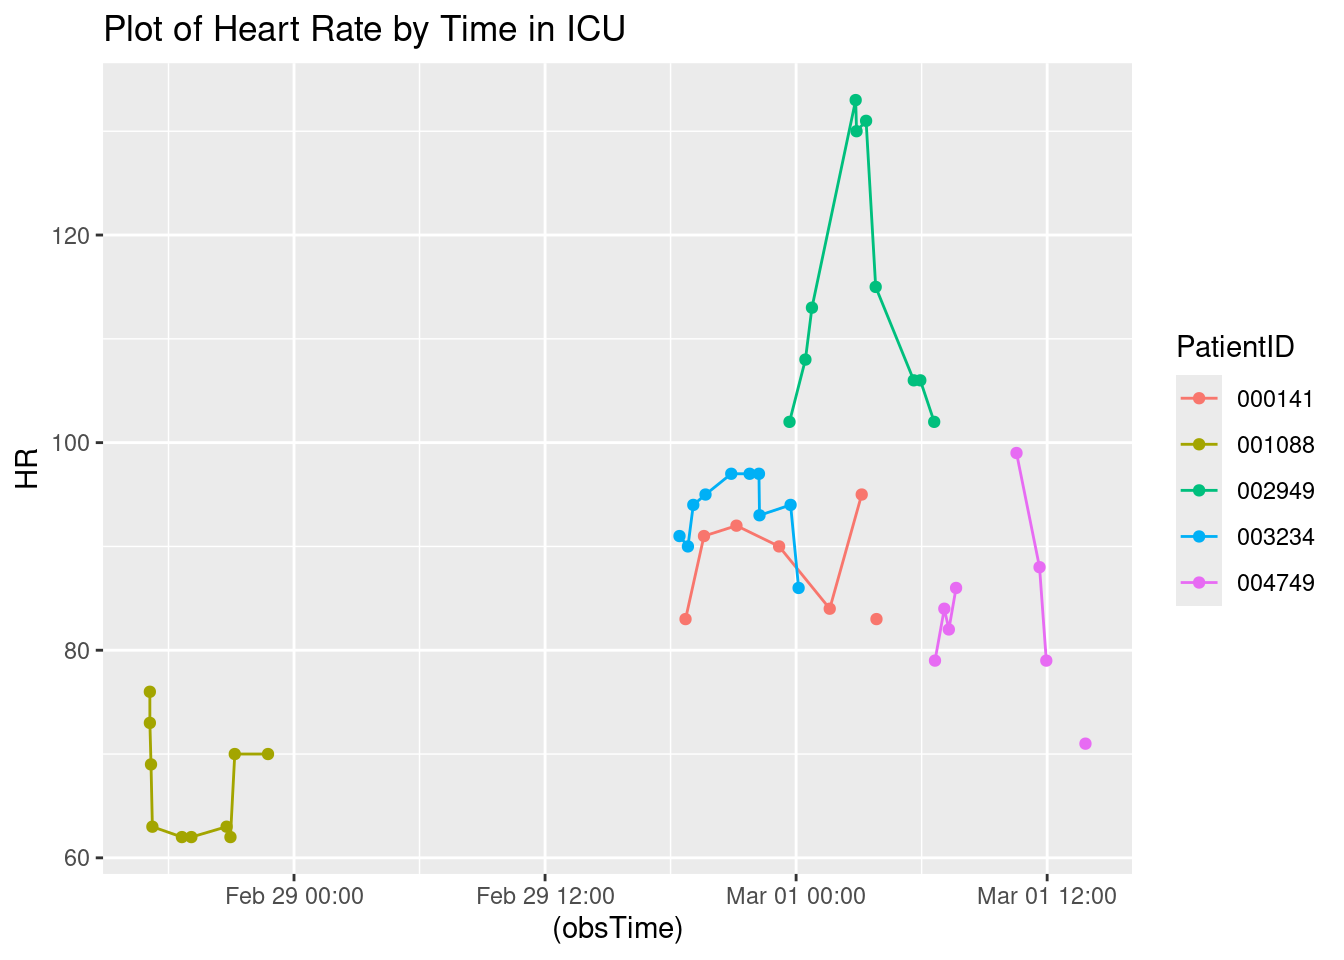 Plot of Heart Rate by Time in ICU
HR
120
100
80
60
Feb 29 00:00
Feb 29 12:00
Mar 01 00:00
Mar 01 12:00
(obsTime)
PatientID
000141
001088
002949
003234
004749